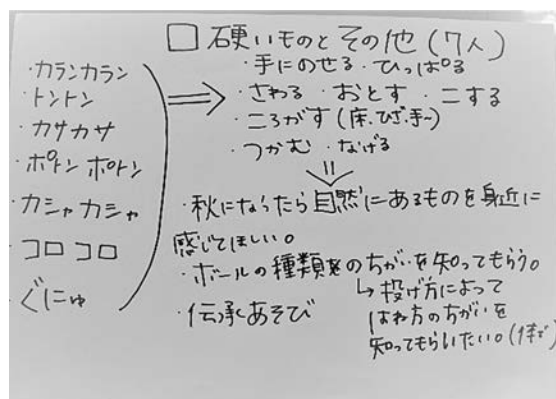 □ 硬いものとその他(7人)
・カランカラン
・トントン
・カサカサ
・ポトン ポトン
・カシャカシャ
・コロコロ
・ぐにゅ
・手にのせる ・ひっぱる
・さわる ・おとす ・こする
・ころがす(床、ひざ、手~)
・つかむ ・なげる
・秋になったら自然にあるものを身近に
感じてほしい。
・ボールの種類のちがいを知ってもらう。
↳ 投げ方によって
はね方のちがいを
知ってもらいたい。
・伝承あそび